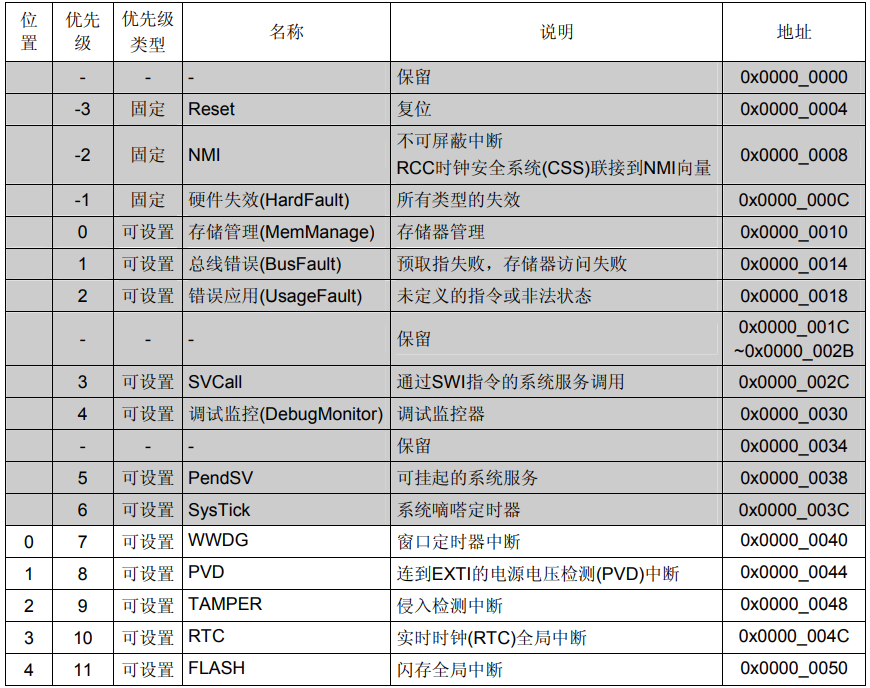 位置 优先级 优先级类型 名称 说明 地址
- - - 保留 0x0000_0000
-3 固定 Reset 复位 0x0000_0004
-2 固定 NMI 不可屏蔽中断 RCC时钟安全系统(CSS)联接到NMI向量 0x0000_0008
-1 固定 硬件失效(HardFault) 所有类型的失效 0x0000_000C
0 可设置 存储管理(MemManage) 存储器管理 0x0000_0010
1 可设置 总线错误(BusFault) 预取指失败，存储器访问失败 0x0000_0014
2 可设置 错误应用(UsageFault) 未定义的指令或非法状态 0x0000_0018
- - - 保留 0x0000_001C ~0x0000_002B
3 可设置 SVCall 通过SWI指令的系统服务调用 0x0000_002C
4 可设置 调试监控(DebugMonitor) 调试监控器 0x0000_0030
- - - 保留 0x0000_0034
5 可设置 PendSV 可挂起的系统服务 0x0000_0038
6 可设置 SysTick 系统嘀嗒定时器 0x0000_003C
0 7 可设置 WWDG 窗口定时器中断 0x0000_0040
1 8 可设置 PVD 连到EXTI的电源电压检测(PVD)中断 0x0000_0044
2 9 可设置 TAMPER 侵入检测中断 0x0000_0048
3 10 可设置 RTC 实时时钟(RTC)全局中断 0x0000_004C
4 11 可设置 FLASH 闪存全局中断 0x0000_0050